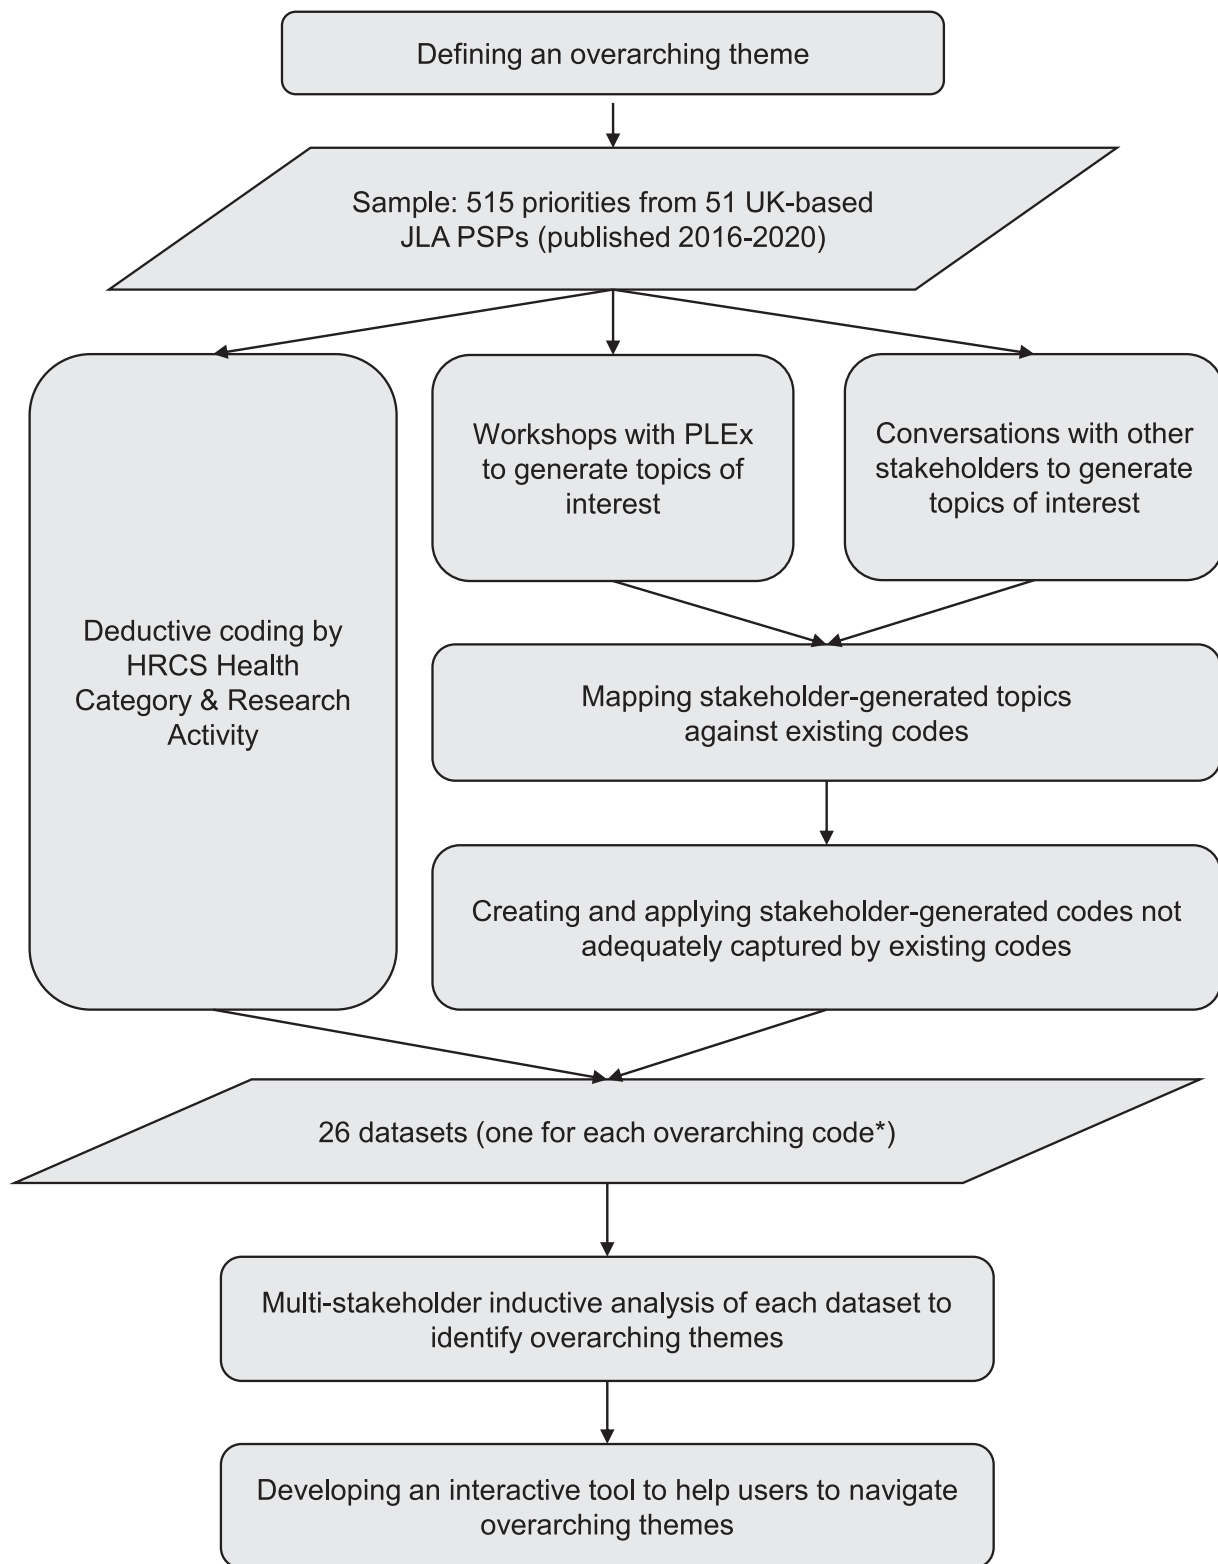 Defining an overarching theme
Sample: 515 priorities from 51 UK-based
JLA PSPs (published 2016-2020)
Deductive coding by
HRCS Health
Category & Research
Activity
Workshops with PLEx
to generate topics of
interest
Conversations with other
stakeholders to generate
topics of interest
Mapping stakeholder-generated topics
against existing codes
Creating and applying stakeholder-generated codes not
adequately captured by existing codes
26 datasets (one for each overarching code*)
Multi-stakeholder inductive analysis of each dataset to
identify overarching themes
Developing an interactive tool to help users to navigate
overarching themes